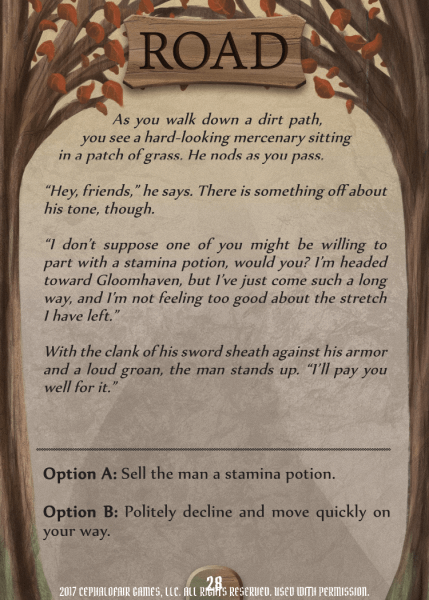 ROAD
As you walk down a dirt path,
you see a hard-looking mercenary sitting
in a patch of grass. He nods as you pass.
“Hey, friends,” he says. There is something off about
his tone, though.
“I don’t suppose one of you might be willing to
part with a stamina potion, would you? I’m headed
toward Gloomhaven, but I’ve just come such a long
way, and I’m not feeling too good about the stretch
I have left.”
With the clank of his sword sheath against his armor
and a loud groan, the man stands up. “I’ll pay you
well for it.”
Option A: Sell the man a stamina potion.
Option B: Politely decline and move quickly on
your way.
28
2017 CEPHALOFAIR GAMES, LLC. ALL RIGHTS RESERVED. USED WITH PERMISSION.